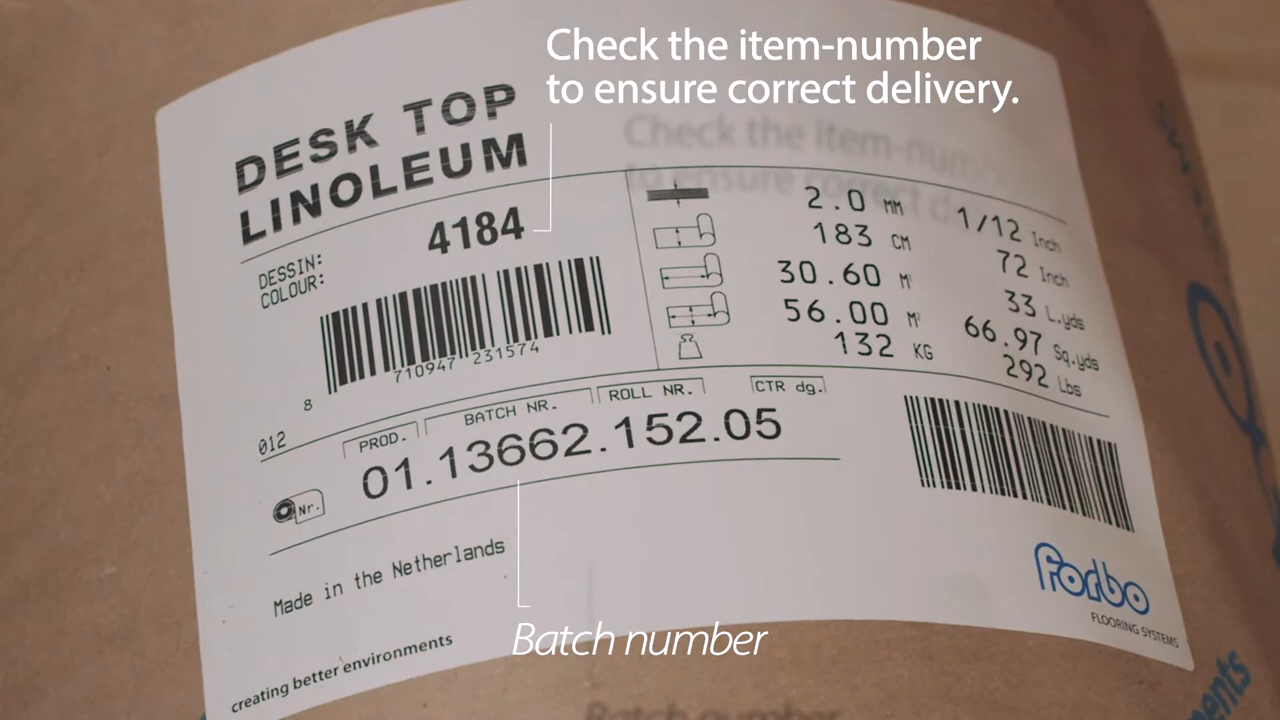 Check the item-number
to ensure correct delivery.
DESK TOP
LINOLEUM
DESSIN:
COLOUR:
4184
8 710947 231574
2.0 MM 1/12 Inch
183 CM 72 Inch
30.60 M¹ 33 L.yds
56.00 M² 66.97 Sq.yds
132 KG 292 Lbs
012
PROD. BATCH NR. ROLL NR. CTR dg.
01.13662.152.05
Nr.
Made in the Netherlands
forbo
FLOORING SYSTEMS
creating better environments
Batch number